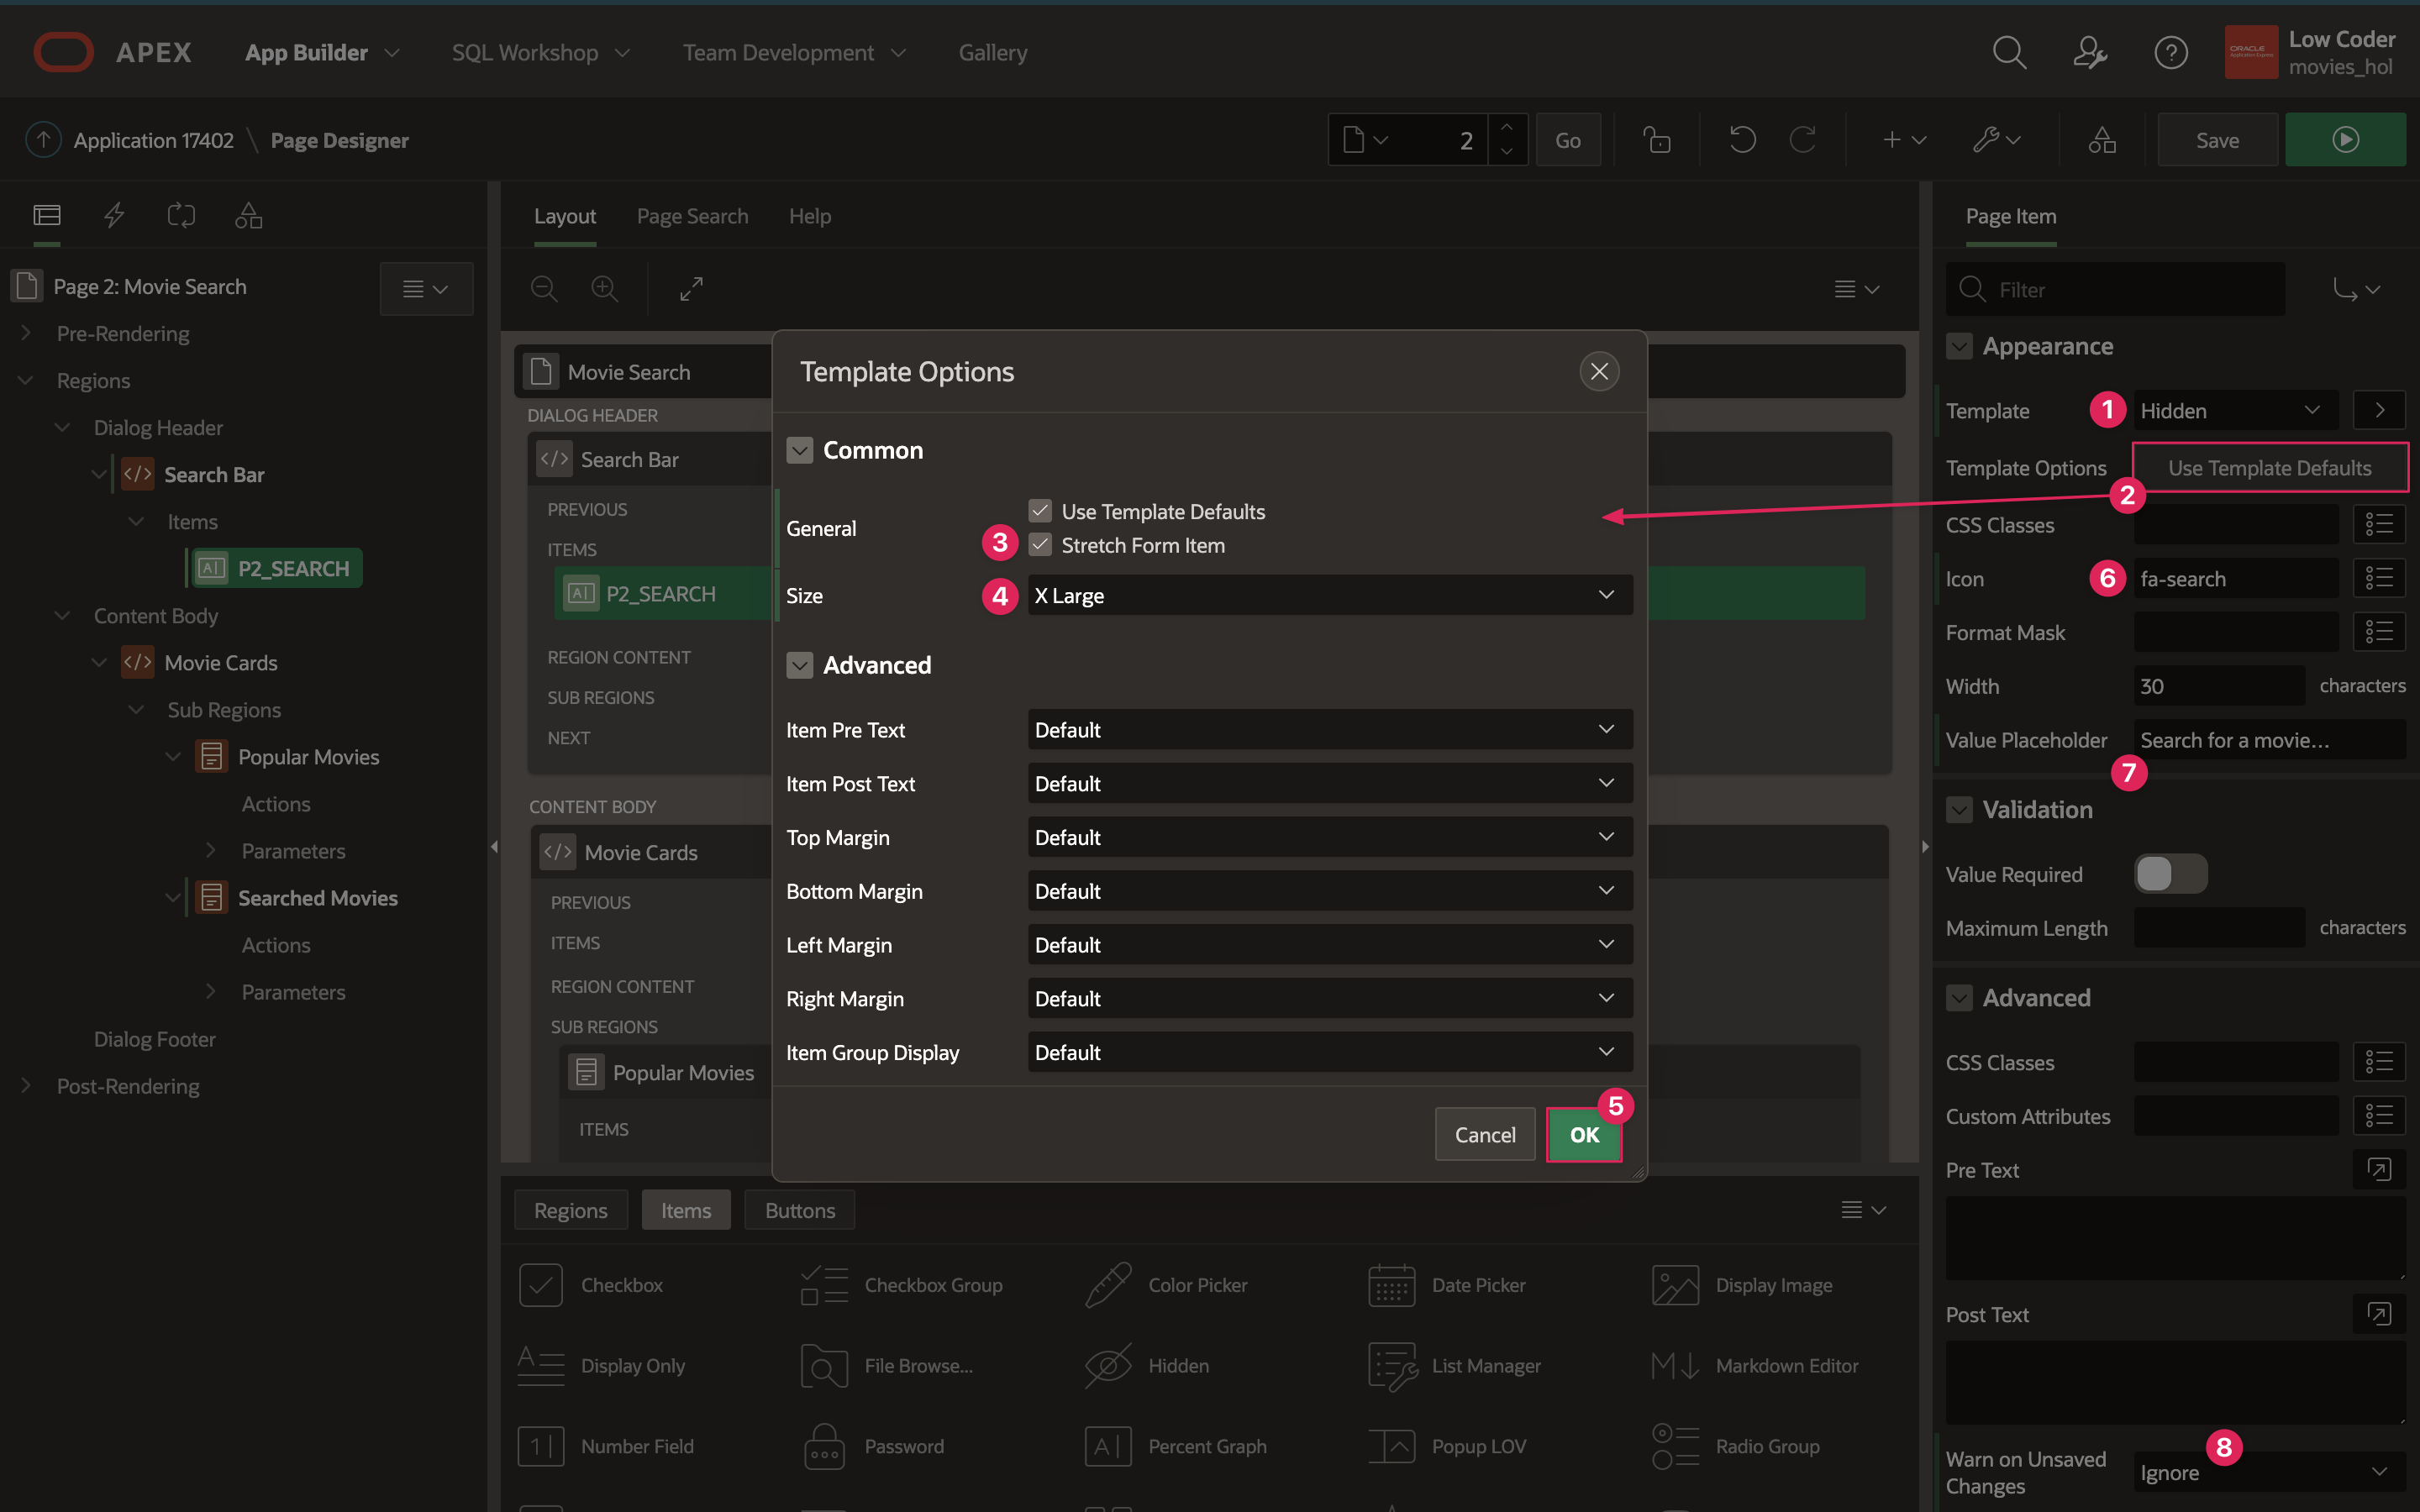 APEX App Builder SQL Workshop Team Development Gallery
Low Coder
movies_hol
Application 17402 \ Page Designer
2 Go Save
Page 2: Movie Search
Pre-Rendering
Regions
Dialog Header
Search Bar
Items
P2_SEARCH
Content Body
Movie Cards
Sub Regions
Popular Movies
Actions
Parameters
Searched Movies
Actions
Parameters
Dialog Footer
Post-Rendering
Layout Page Search Help
Movie Search
DIALOG HEADER
Search Bar
PREVIOUS
ITEMS
P2_SEARCH
REGION CONTENT
SUB REGIONS
NEXT
CONTENT BODY
Movie Cards
PREVIOUS
ITEMS
REGION CONTENT
SUB REGIONS
Popular Movies
ITEMS
Template Options
Common
General
Use Template Defaults
3 Stretch Form Item
Size 4 X Large
Advanced
Item Pre Text Default
Item Post Text Default
Top Margin Default
Bottom Margin Default
Left Margin Default
Right Margin Default
Item Group Display Default
Cancel OK 5
Regions Items Buttons
Checkbox Checkbox Group Color Picker Date Picker Display Image
Display Only File Browse... Hidden List Manager Markdown Editor
Number Field Password Percent Graph Popup LOV Radio Group
Page Item
Filter
Appearance
Template 1 Hidden
Template Options Use Template Defaults
2
CSS Classes
Icon 6 fa-search
Format Mask
Width 30 characters
Value Placeholder Search for a movie...
7
Validation
Value Required
Maximum Length characters
Advanced
CSS Classes
Custom Attributes
Pre Text
Post Text
Warn on Unsaved
Changes
8
Ignore